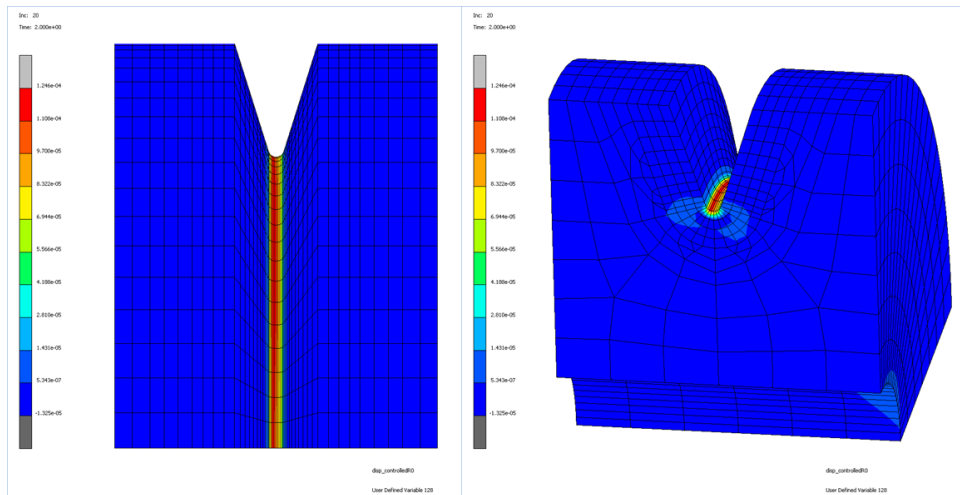 Inc: 20
Time: 2.000e+00
1.246e-04
1.108e-04
9.700e-05
8.322e-05
6.944e-05
5.566e-05
4.188e-05
2.810e-05
1.431e-05
5.343e-07
-1.325e-05
disp_controlledRO
User Defined Variable 128
Inc: 20
Time: 2.000e+00
1.246e-04
1.108e-04
9.700e-05
8.322e-05
6.944e-05
5.566e-05
4.188e-05
2.810e-05
1.431e-05
5.343e-07
-1.325e-05
disp_controlledRO
User Defined Variable 128